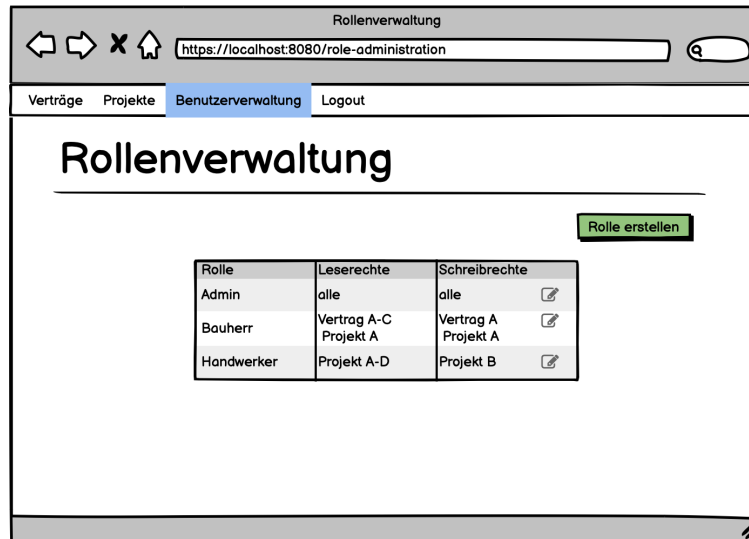 Rollenverwaltung
https://localhost:8080/role-administration
Verträge Projekte Benutzerverwaltung Logout
Rollenverwaltung
Rolle erstellen
Rolle Leserechte Schreibrechte
Admin alle alle
Bauherr Vertrag A-C Vertrag A
Projekt A Projekt A
Handwerker Projekt A-D Projekt B